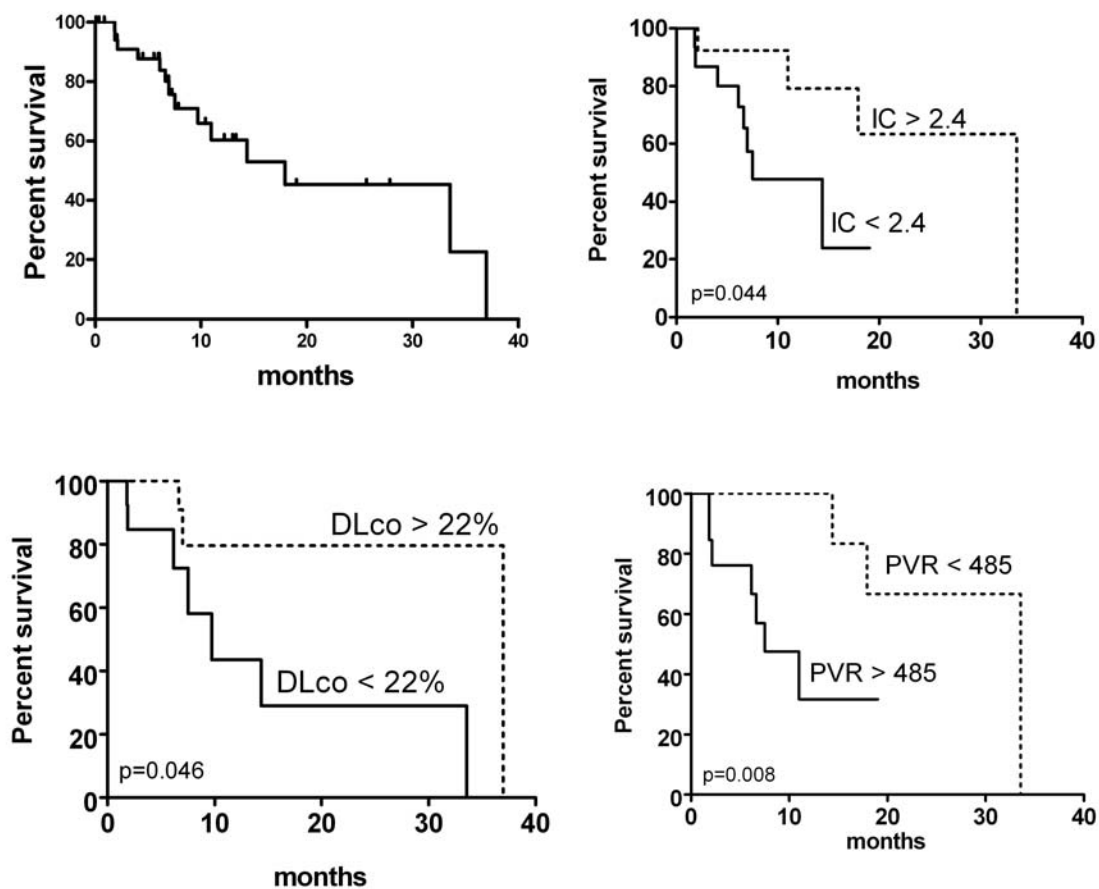 Percent survival
100
80
60
40
20
0
0 10 20 30 40
months
Percent survival
100
80
60
40
20
0
IC > 2.4
IC < 2.4
p=0.044
0 10 20 30 40
months
Percent survival
100
80
60
40
20
0
DLco > 22%
DLco < 22%
p=0.046
0 10 20 30 40
months
Percent survival
100
80
60
40
20
0
PVR < 485
PVR > 485
p=0.008
0 10 20 30 40
months